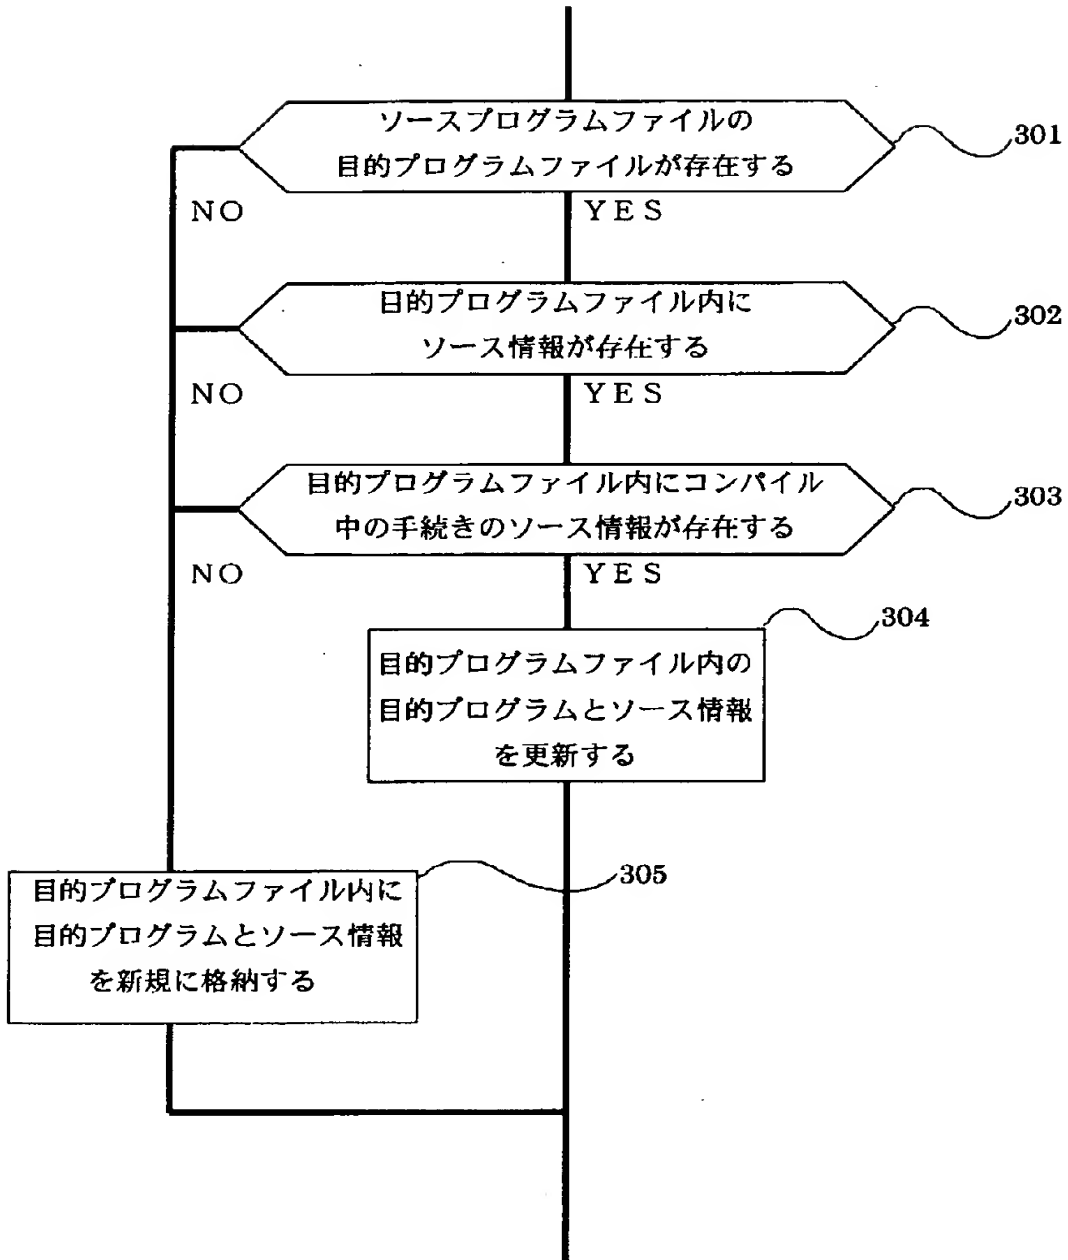 ソースプログラムファイルの
目的プログラムファイルが存在する
301
NO
YES
目的プログラムファイル内に
ソース情報が存在する
302
NO
YES
目的プログラムファイル内にコンパイル
中の手続きのソース情報が存在する
303
NO
YES
304
目的プログラムファイル内の
目的プログラムとソース情報
を更新する
305
目的プログラムファイル内に
目的プログラムとソース情報
を新規に格納する